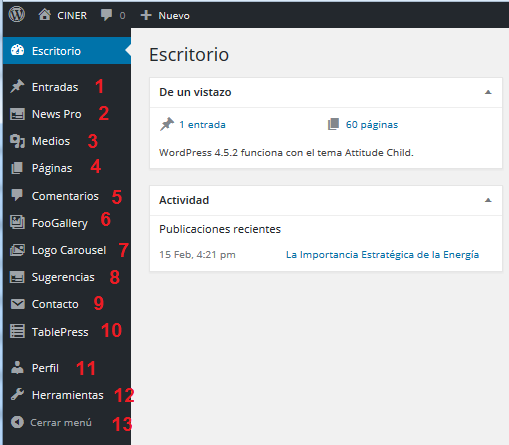 CINER 0 Nuevo
Escritorio
Entradas 1
News Pro 2
Medios 3
Páginas 4
Comentarios 5
FooGallery 6
Logo Carousel 7
Sugerencias 8
Contacto 9
TablePress 10
Perfil 11
Herramientas 12
Cerrar menú 13
Escritorio
De un vistazo
1 entrada 60 páginas
WordPress 4.5.2 funciona con el tema Attitude Child.
Actividad
Publicaciones recientes
15 Feb, 4:21 pm La Importancia Estratégica de la Energía